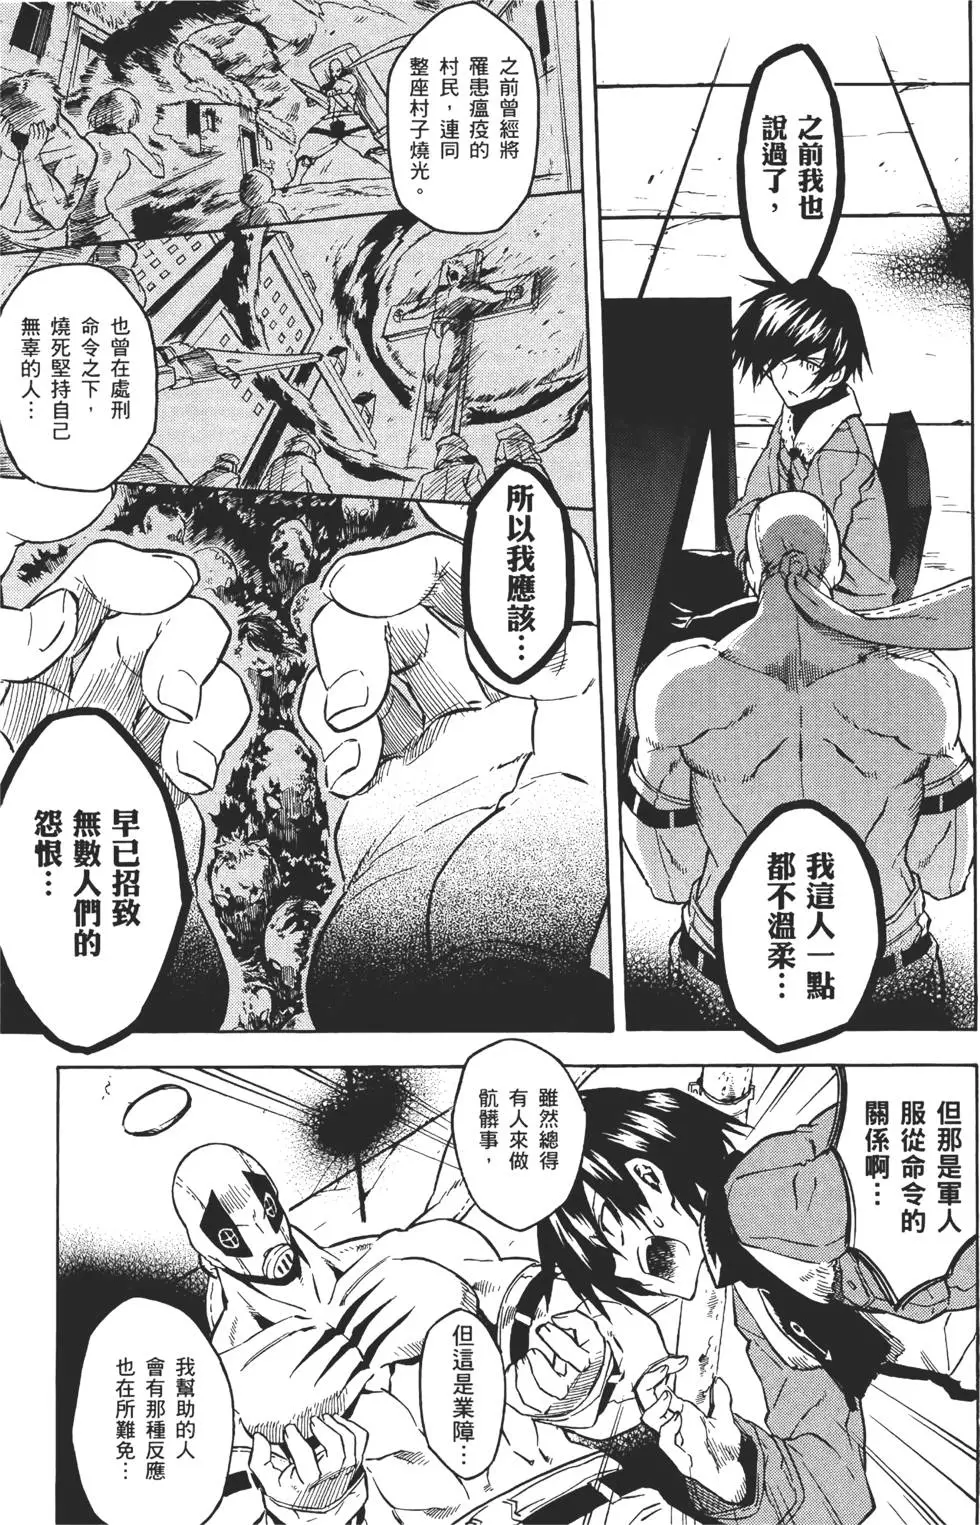 之前我也
說過了，
我這人一點
都不溫柔…
之前曾經將
罹患瘟疫的
村民，連同
整座村子燒光。
也曾在處刑
命令之下，
燒死堅持自己
無辜的人…
所以我應該…
早已招致
無數人們的
怨恨…
但那是軍人
服從命令的
關係啊…
雖然總得
有人來做
骯髒事，
但這是業障…
我幫助的人
會有那種反應
也在所難免…